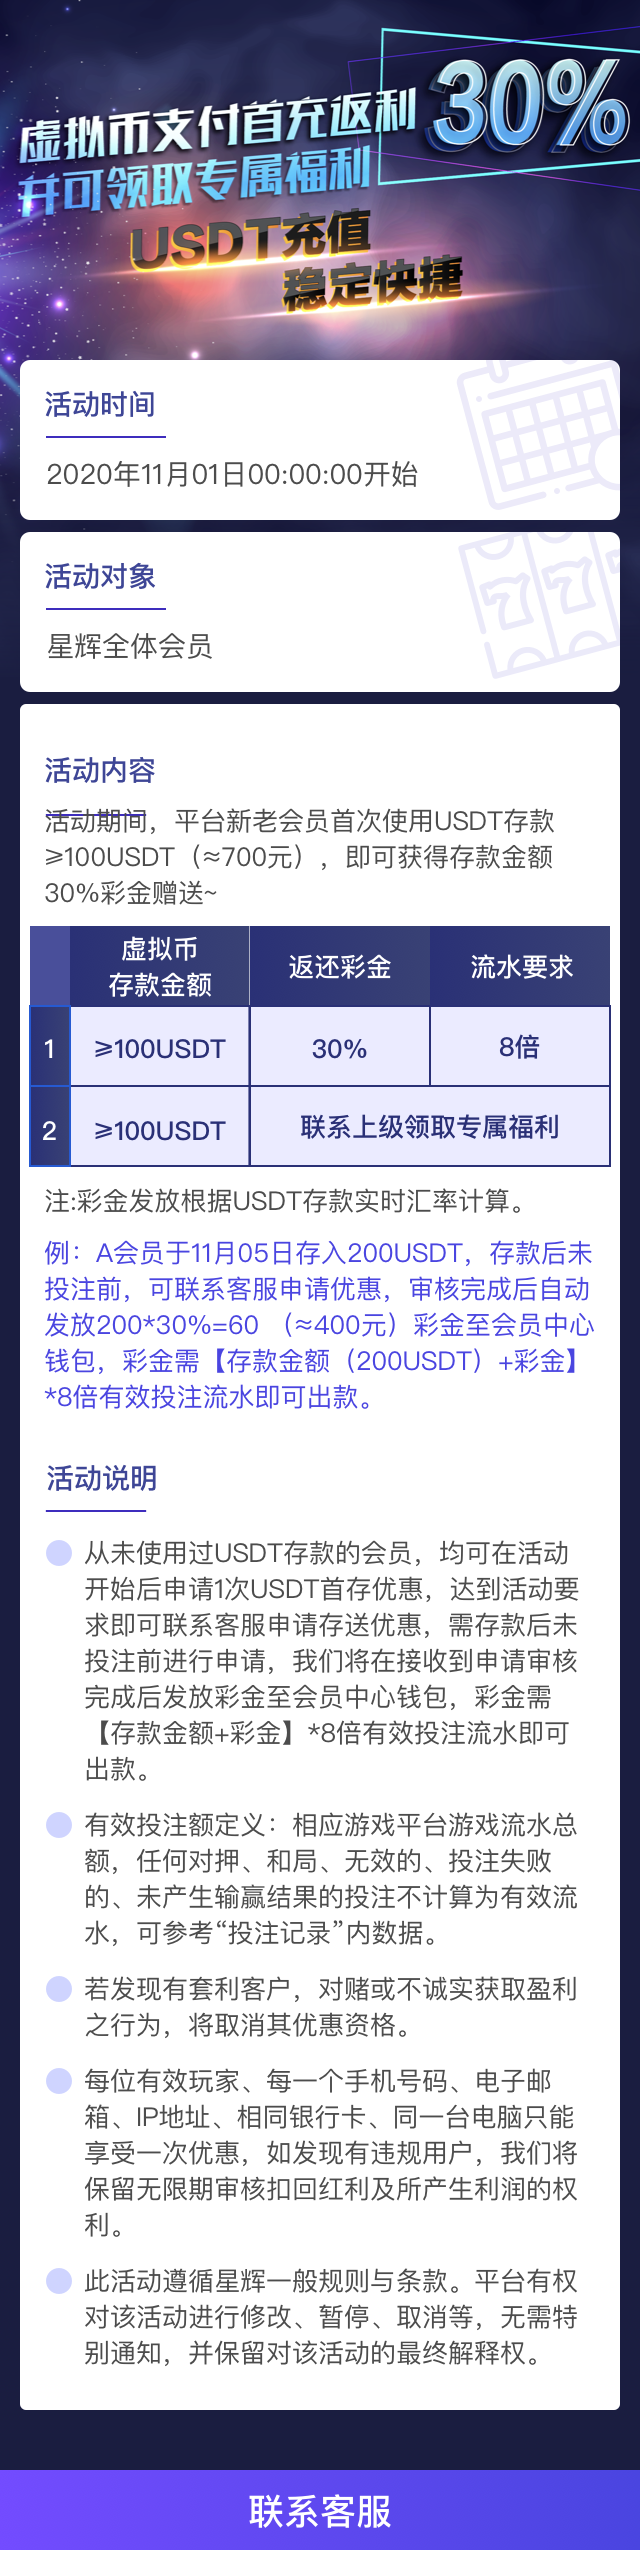 虚拟币支付首充返利 30%
并可领取专属福利
USDT充值
稳定快捷
活动时间
2020年11月01日00:00:00开始
活动对象
星辉全体会员
活动内容
活动期间，平台新老会员首次使用USDT存款
≥100USDT（≈700元），即可获得存款金额
30%彩金赠送~
虚拟币
存款金额
返还彩金
流水要求
1
≥100USDT
30%
8倍
2
≥100USDT
联系上级领取专属福利
注:彩金发放根据USDT存款实时汇率计算。
例：A会员于11月05日存入200USDT，存款后未
投注前，可联系客服申请优惠，审核完成后自动
发放200*30%=60 （≈400元）彩金至会员中心
钱包，彩金需【存款金额（200USDT）+彩金】
*8倍有效投注流水即可出款。
活动说明
从未使用过USDT存款的会员，均可在活动
开始后申请1次USDT首存优惠，达到活动要
求即可联系客服申请存送优惠，需存款后未
投注前进行申请，我们将在接收到申请审核
完成后发放彩金至会员中心钱包，彩金需
【存款金额+彩金】*8倍有效投注流水即可
出款。
有效投注额定义：相应游戏平台游戏流水总
额，任何对押、和局、无效的、投注失败
的、未产生输赢结果的投注不计算为有效流
水，可参考“投注记录”内数据。
若发现有套利客户，对赌或不诚实获取盈利
之行为，将取消其优惠资格。
每位有效玩家、每一个手机号码、电子邮
箱、IP地址、相同银行卡、同一台电脑只能
享受一次优惠，如发现有违规用户，我们将
保留无限期审核扣回红利及所产生利润的权
利。
此活动遵循星辉一般规则与条款。平台有权
对该活动进行修改、暂停、取消等，无需特
别通知，并保留对该活动的最终解释权。
联系客服